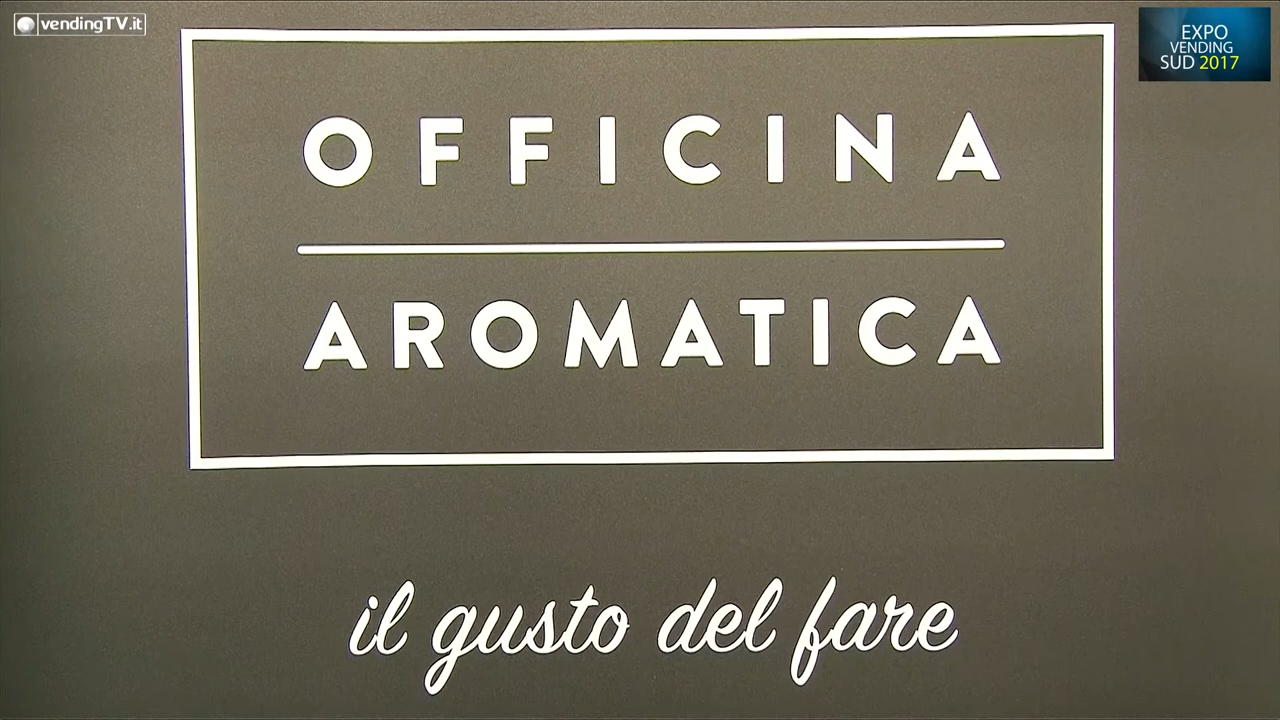 vendingTV.it
EXPO
VENDING
SUD 2017
OFFICINA
AROMATICA
il gusto del fare